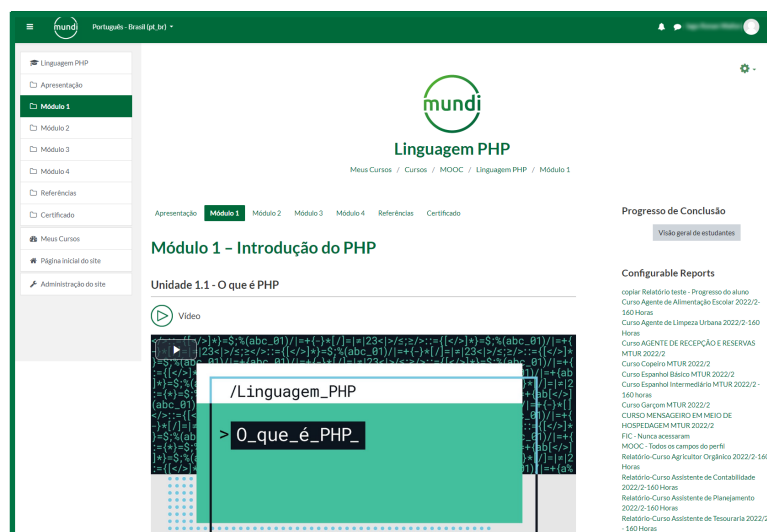 mundi
Português - Brasil (pt_br)
Linguagem PHP
Apresentação
Módulo 1
Módulo 2
Módulo 3
Módulo 4
Referências
Certificado
Meus Cursos
Página inicial do site
Administração do site
mundi
Linguagem PHP
Meus Cursos / Cursos / MOOC / Linguagem PHP / Módulo 1
Apresentação Módulo 1 Módulo 2 Módulo 3 Módulo 4 Referências Certificado
Módulo 1 – Introdução do PHP
Unidade 1.1 - O que é PHP
Vídeo
/Linguagem_PHP
> O_que_é_PHP_
Progresso de Conclusão
Visão geral de estudantes
Configurable Reports
copiar Relatório teste - Progresso do aluno
Curso Agente de Alimentação Escolar 2022/2-
160 Horas
Curso Agente de Limpeza Urbana 2022/2-160
Horas
Curso AGENTE DE RECEPÇÃO E RESERVAS
MTUR 2022/2
Curso Copeiro MTUR 2022/2
Curso Espanhol Básico MTUR 2022/2
Curso Espanhol Intermediário MTUR 2022/2 -
160 horas
Curso Garçom MTUR 2022/2
CURSO MENSAGEIRO EM MEIO DE
HOSPEDAGEM MTUR 2022/2
FIC - Nunca acessaram
MOOC - Todos os campos do perfil
Relatório-Curso Agricultor Orgânico 2022/2-160
Horas
Relatório-Curso Assistente de Contabilidade
2022/2-160 Horas
Relatório-Curso Assistente de Planejamento
2022/2-160 Horas
Relatório-Curso Assistente de Tesouraria 2022/2
- 160 Horas